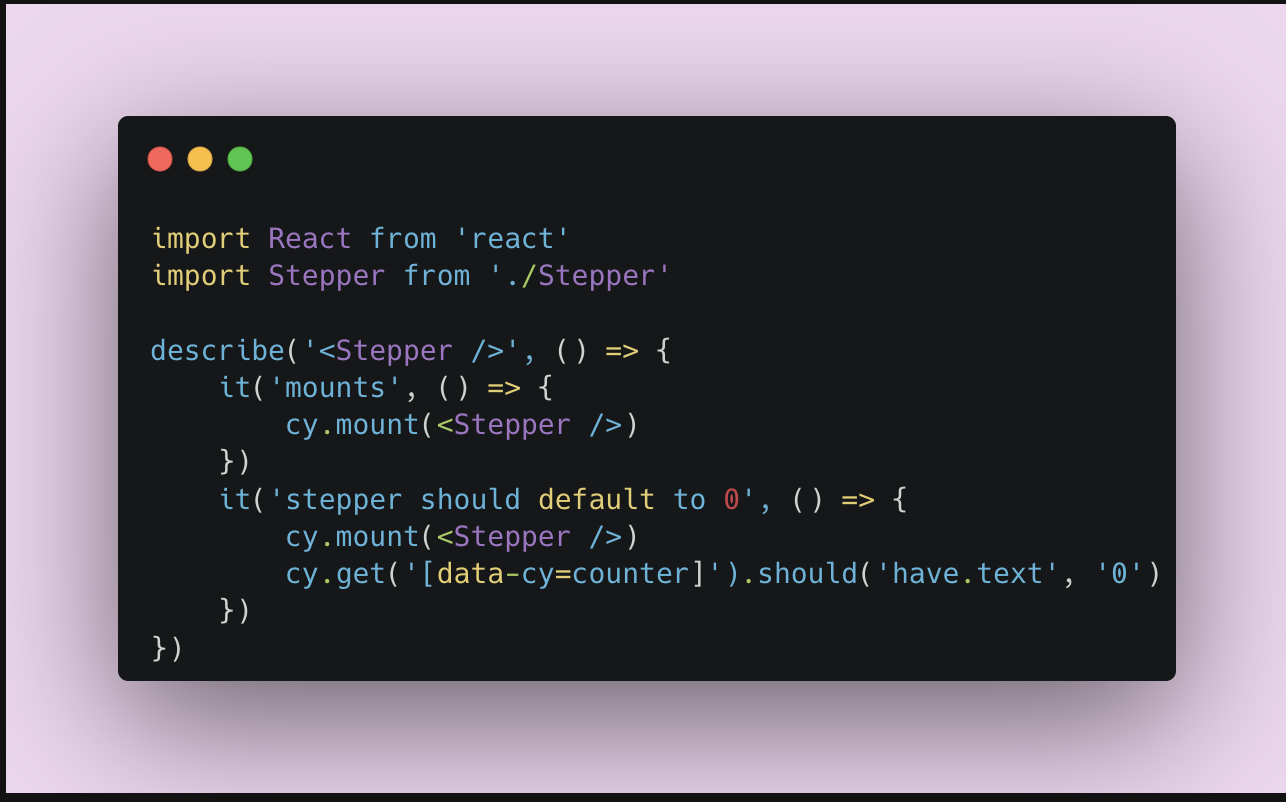 import React from 'react'
import Stepper from './Stepper'

describe('<Stepper />', () => {
    it('mounts', () => {
        cy.mount(<Stepper />)
    })
    it('stepper should default to 0', () => {
        cy.mount(<Stepper />)
        cy.get('[data-cy=counter]').should('have.text', '0')
    })
})